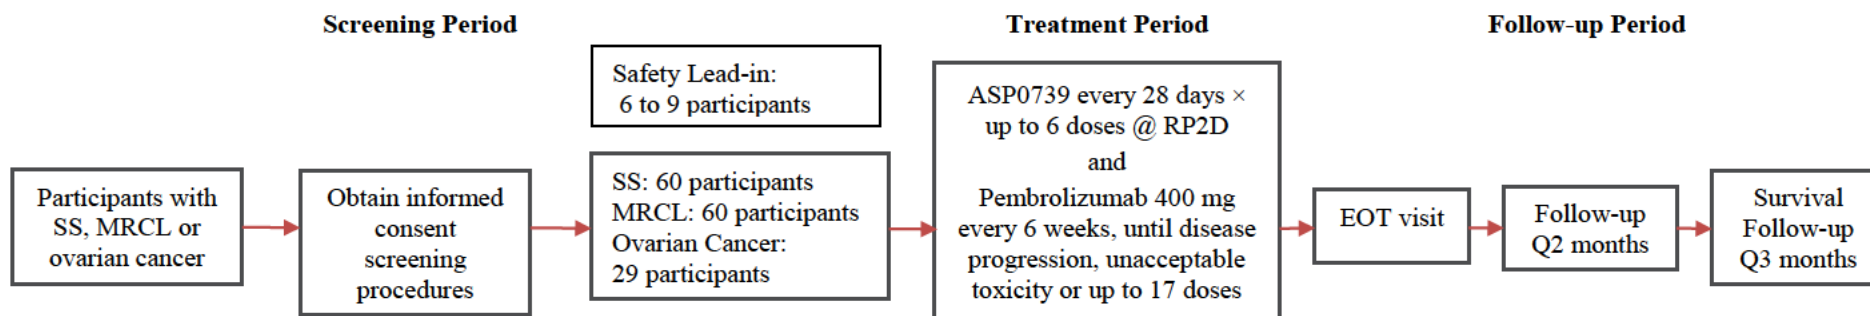 Screening Period
Treatment Period
Follow-up Period
Safety Lead-in:
6 to 9 participants
Participants with
SS, MRCL or
ovarian cancer
Obtain informed
consent
screening
procedures
SS: 60 participants
MRCL: 60 participants
Ovarian Cancer:
29 participants
ASP0739 every 28 days ×
up to 6 doses @ RP2D
and
Pembrolizumab 400 mg
every 6 weeks, until disease
progression, unacceptable
toxicity or up to 17 doses
EOT visit
Follow-up
Q2 months
Survival
Follow-up
Q3 months